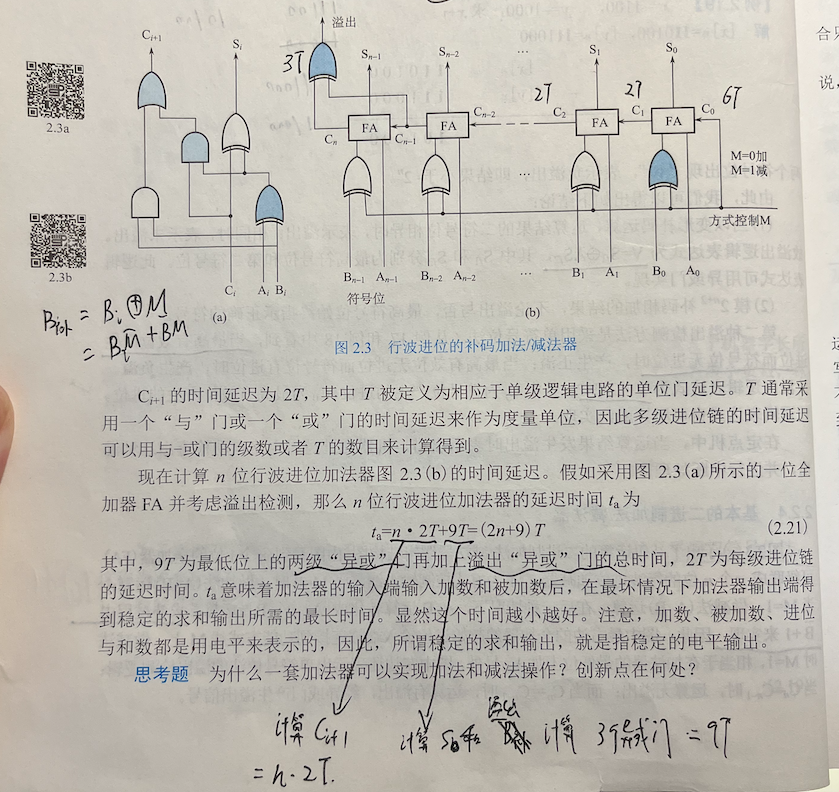 C_{i+1}
S_i
溢出
3T
S_{n-1}
S_{n-2}
…
S_1
S_0
2.3a
FA
C_n
C_{n-1}
FA
C_{n-2}
2T
C_2
FA
2T
C_1
FA
C_0
6T
M=0加
M=1减
…
方式控制M
2.3b
C_i
A_i
B_i
B_{n-1}
A_{n-1}
B_{n-2}
A_{n-2}
…
B_1
A_1
B_0
A_0
符号位
(a)
(b)
= B_i⊕M
= B_i M̄ + B̄M
图 2.3 行波进位的补码加法/减法器
C_{i+1} 的时间延迟为 2T，其中 T 被定义为相应于单级逻辑电路的单位门延迟。T 通常采
用一个“与”门或一个“或”门的时间延迟来作为度量单位，因此多级进位链的时间延迟
可以用与-或门的级数或者 T 的数目来计算得到。
现在计算 n 位行波进位加法器图 2.3(b)的时间延迟。假如采用图 2.3(a)所示的一位全
加器 FA 并考虑溢出检测，那么 n 位行波进位加法器的延迟时间 t_a 为
t_a=n·2T+9T=(2n+9)T (2.21)
其中，9T 为最低位上的两级“异或”门再加上溢出“异或”门的总时间，2T 为每级进位链
的延迟时间。t_a 意味着加法器的输入端输入加数和被加数后，在最坏情况下加法器输出端得
到稳定的求和输出所需的最长时间。显然这个时间越小越好。注意，加数、被加数、进位
与和数都是用电平来表示的，因此，所谓稳定的求和输出，就是指稳定的电平输出。
思考题 为什么一套加法器可以实现加法和减法操作？创新点在何处？
计算 C_{i+1}
= n·2T.
溢出
计算 3个异或门 = 9T